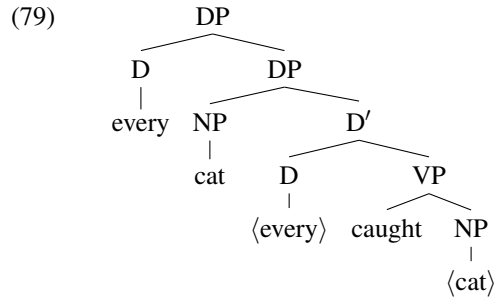 (79) DP
D DP
every NP D′
cat D VP
⟨every⟩ caught NP
⟨cat⟩